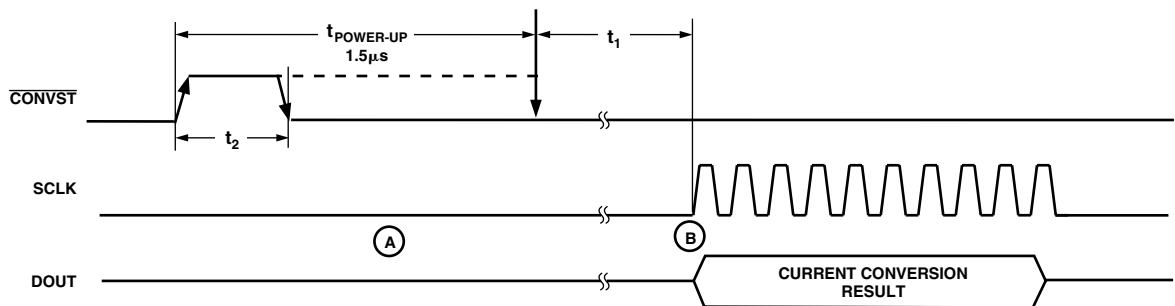 tPOWER-UP
1.5µs
t1
CONVST
t2
SCLK
A
B
DOUT
CURRENT CONVERSION
RESULT